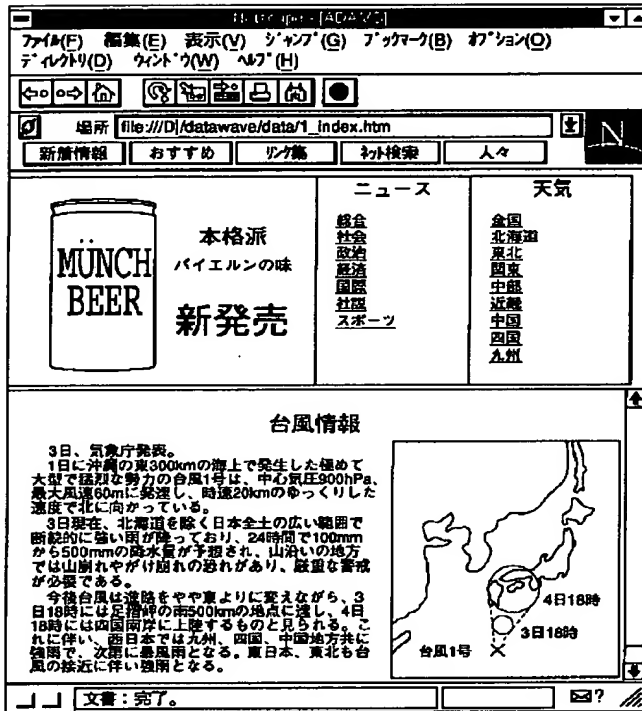 Netscape - [ADAMS]
ファイル(F) 編集(E) 表示(V) ジャンプ(G) ブックマーク(B) オプション(O)
ディレクトリ(D) ウィンドウ(W) ヘルプ(H)
場所 file:///D|/datawave/data/1_index.htm
N
新着情報 おすすめ リンク集 ネット検索 人々
MÜNCH
BEER
本格派
バイエルンの味
新発売
ニュース
総合
社会
政治
経済
国際
社説
スポーツ
天気
全国
北海道
東北
関東
中部
近畿
中国
四国
九州
台風情報
3日、気象庁発表。
1日に沖縄の東300kmの海上で発生した極めて
大型で猛烈な勢力の台風1号は、中心気圧900hPa、
最大風速60mに発達し、時速20kmのゆっくりした
速度で北に向かっている。
3日現在、北海道を除く日本全土の広い範囲で
断続的に強い雨が降っており、24時間で100mm
から500mmの降水量が予想され、山沿いの地方
では山崩れやがけ崩れの恐れがあり、厳重な警戒
が必要である。
今後台風は進路をやや東よりに変えながら、3
日18時には足摺岬の南500kmの地点に達し、4日
18時には四国南岸に上陸するものと見られる。こ
れに伴い、西日本では九州、四国、中国地方共に
強雨で、次第に暴風雨となる。東日本、東北も台
風の接近に伴い強雨となる。
4日18時
3日18時
台風1号
文書：完了。
?